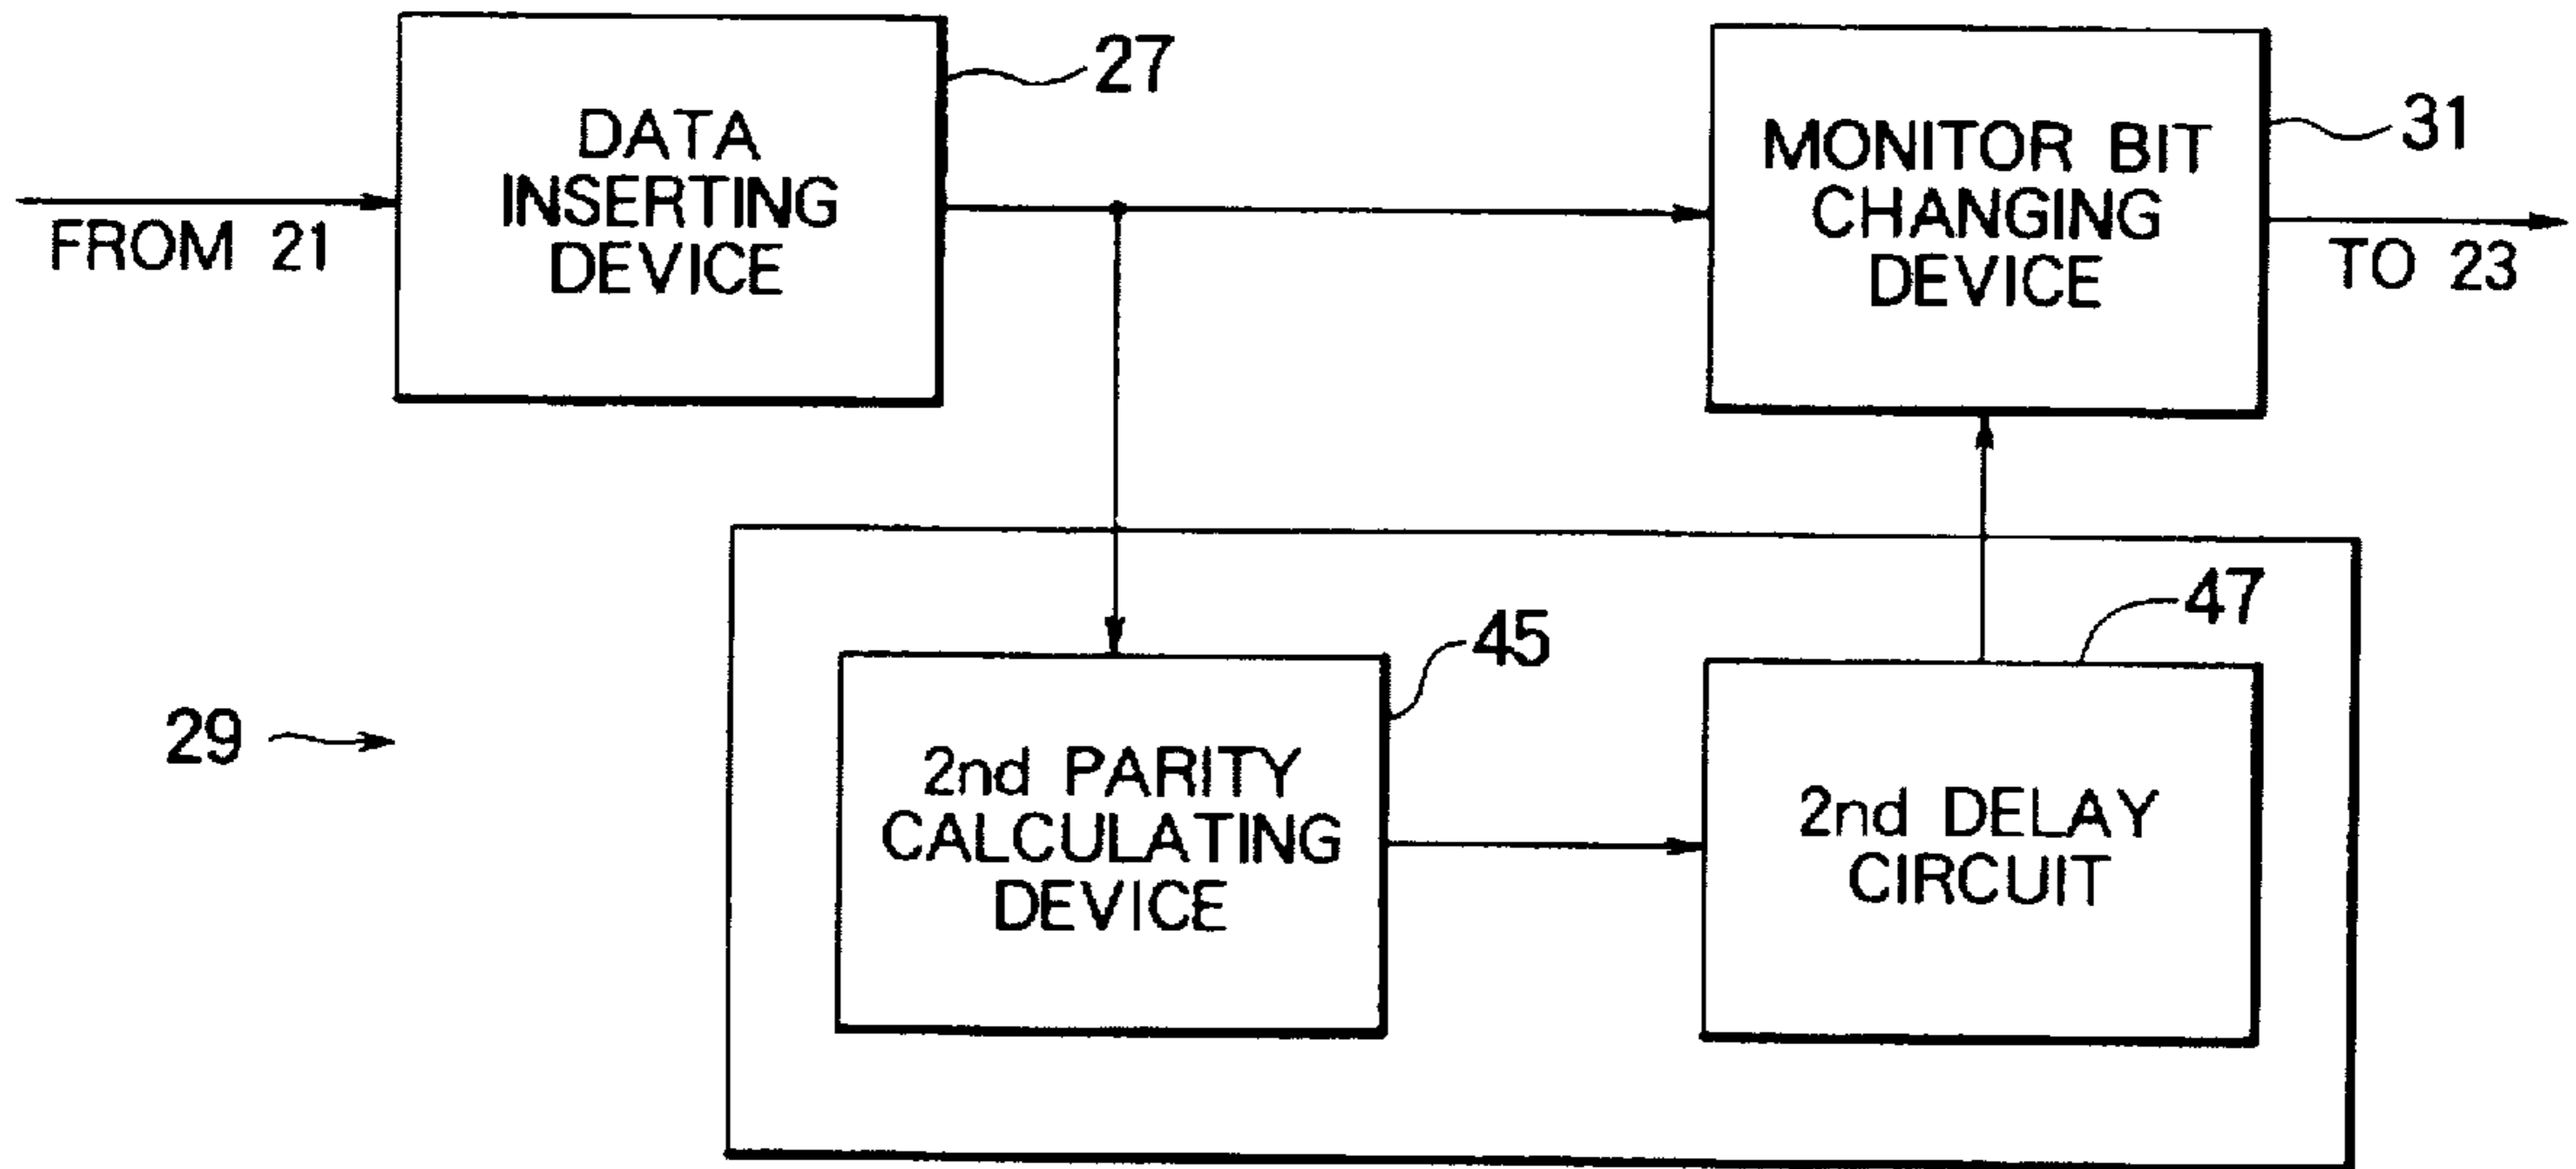 27
DATA
INSERTING
DEVICE
FROM 21
31
MONITOR BIT
CHANGING
DEVICE
TO 23
29
45
2nd PARITY
CALCULATING
DEVICE
47
2nd DELAY
CIRCUIT